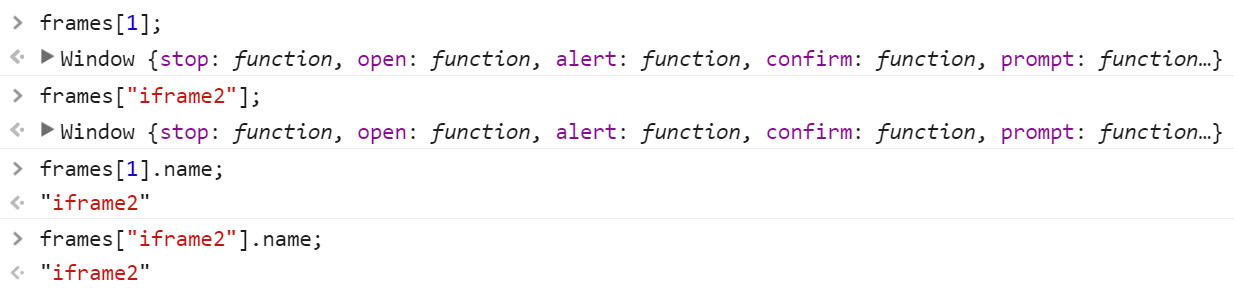 > frames[1];
<· ▶Window {stop: function, open: function, alert: function, confirm: function, prompt: function…}
> frames["iframe2"];
<· ▶Window {stop: function, open: function, alert: function, confirm: function, prompt: function…}
> frames[1].name;
<· "iframe2"
> frames["iframe2"].name;
<· "iframe2"